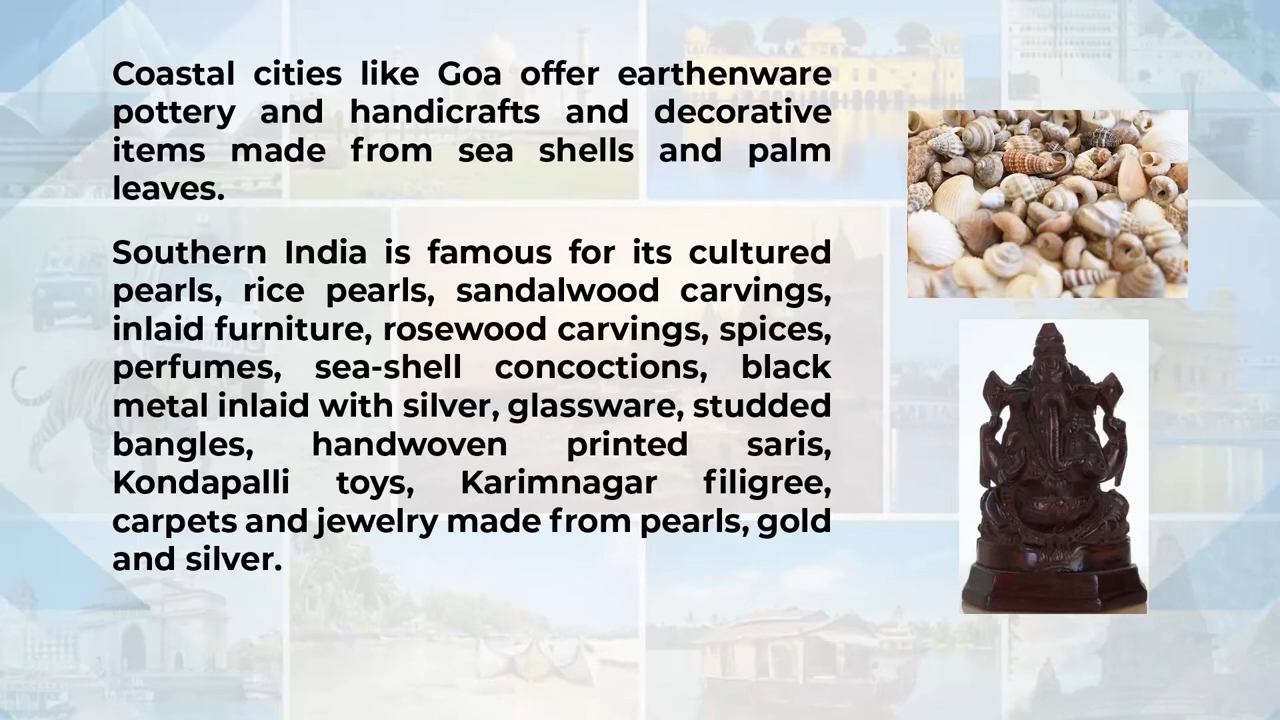 Coastal cities like Goa offer earthenware
pottery and handicrafts and decorative
items made from sea shells and palm
leaves.
Southern India is famous for its cultured
pearls, rice pearls, sandalwood carvings,
inlaid furniture, rosewood carvings, spices,
perfumes, sea-shell concoctions, black
metal inlaid with silver, glassware, studded
bangles, handwoven printed saris,
Kondapalli toys, Karimnagar filigree,
carpets and jewelry made from pearls, gold
and silver.